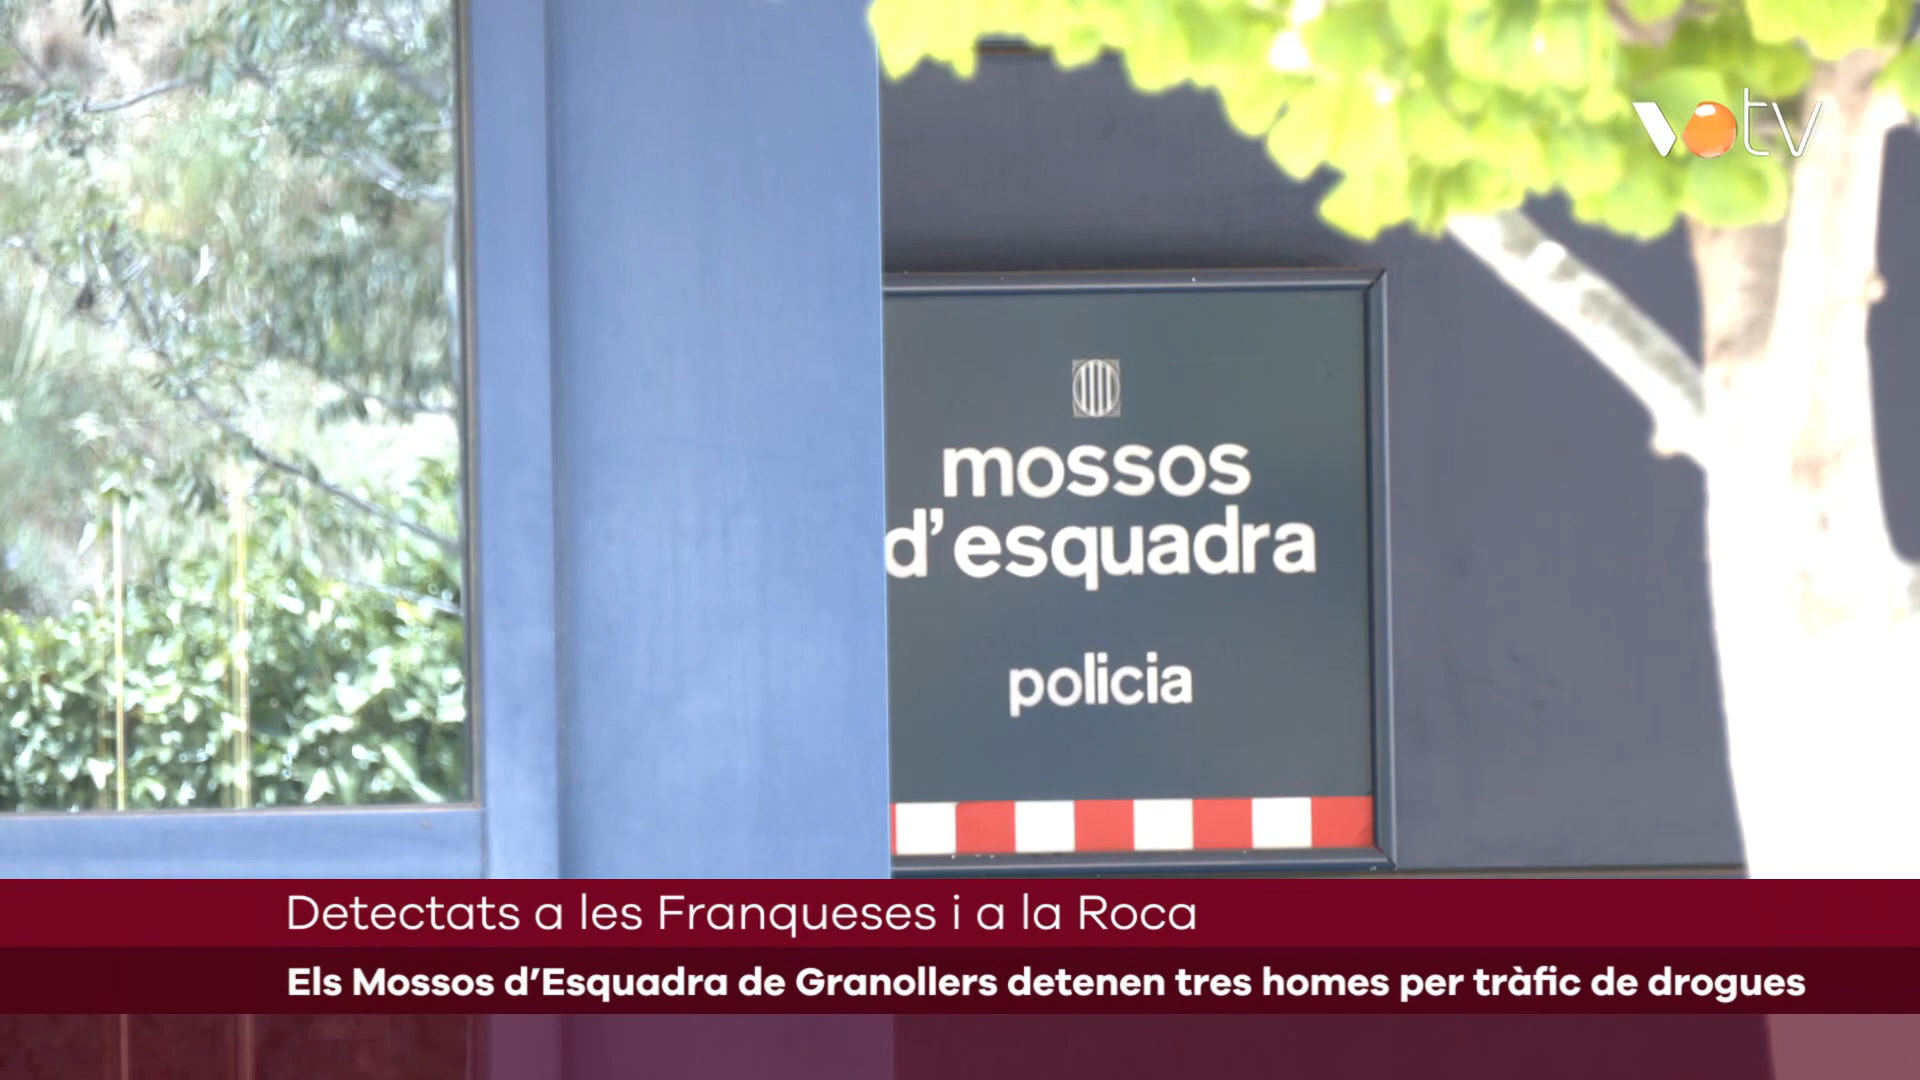 votv
mossos
d'esquadra
policia
Detectats a les Franqueses i a la Roca
Els Mossos d'Esquadra de Granollers detenen tres homes per tràfic de drogues